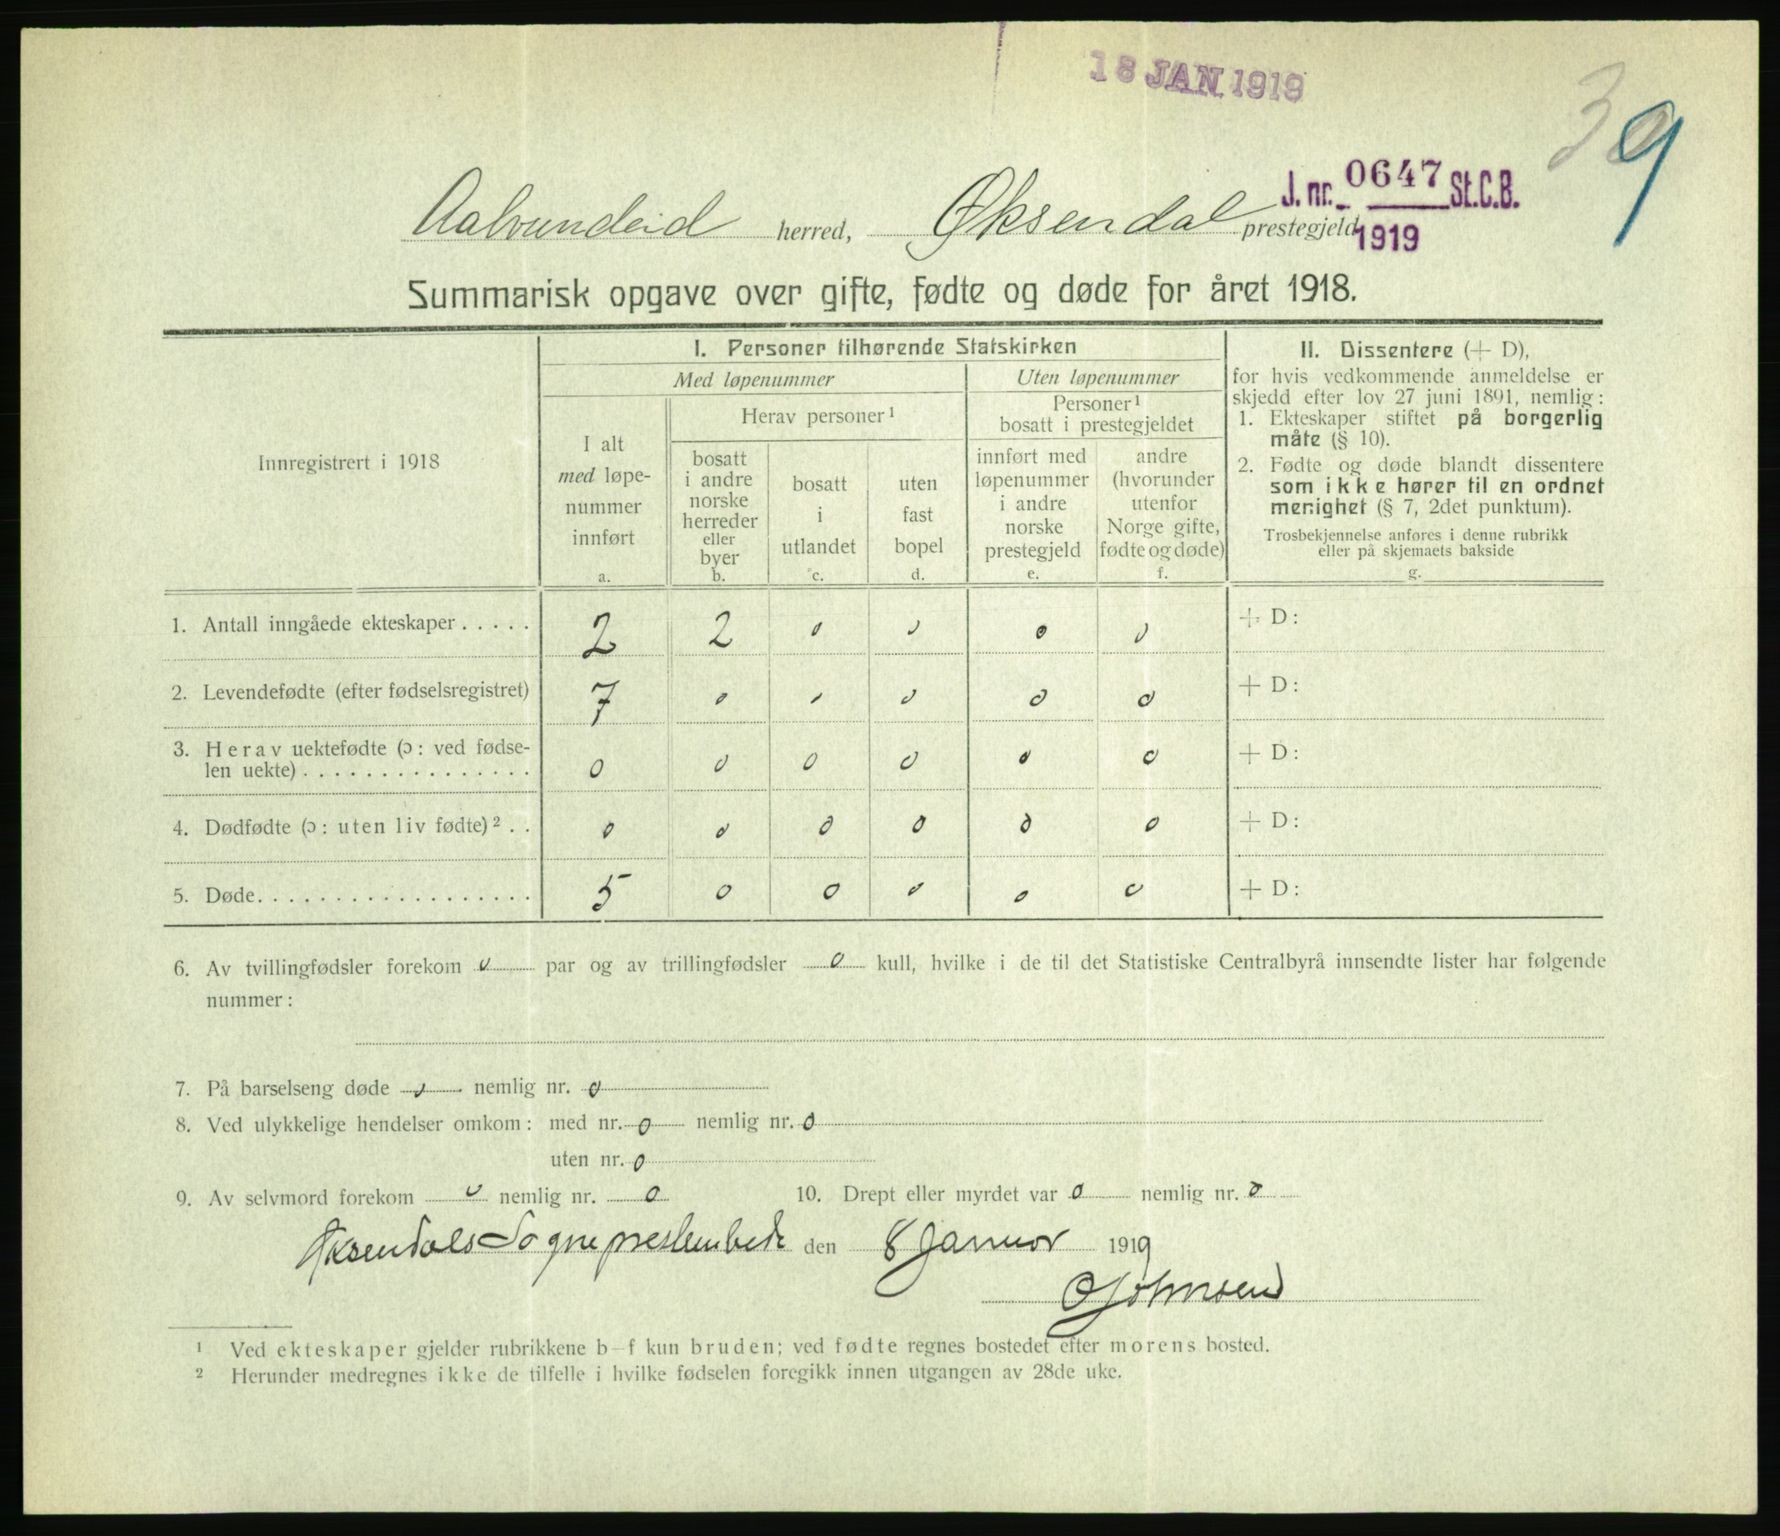 18 JAN 1919
39
J. nr. 0647 St.C.B.
1919
Aalvundeid herred, Øksendal prestegjeld
Summarisk opgave over gifte, fødte og døde for året 1918.
Innregistrert i 1918
I. Personer tilhørende Statskirken
Med løpenummer
Uten løpenummer
I alt
med løpe-
nummer
innført
a.
Herav personer¹
bosatt
i andre
norske
herreder
eller
byer
b.
bosatt
i
utlandet
c.
uten
fast
bopel
d.
Personer¹
bosatt i prestegjeldet
innført med
løpenummer
i andre
norske
prestegjeld
e.
andre
(hvorunder
utenfor
Norge gifte,
fødte og døde)
f.
II. Dissentere (+ D),
for hvis vedkommende anmeldelse er
skjedd efter lov 27 juni 1891, nemlig:
1. Ekteskaper stiftet på borgerlig
måte (§ 10).
2. Fødte og døde blandt dissentere
som ikke hører til en ordnet
menighet (§ 7, 2det punktum).
Trosbekjennelse anføres i denne rubrikk
eller på skjemaets bakside
g.
1. Antall inngåede ekteskaper . . . . . 2 2 0 0 0 0 + D:
2. Levendefødte (efter fødselsregistret) 7 0 0 0 0 0 + D:
3. Herav uektefødte (ɔ: ved fødse-
len uekte) . . . . . . . . . . . . . . . 0 0 0 0 0 0 + D:
4. Dødfødte (ɔ: uten liv fødte)² . . 0 0 0 0 0 0 + D:
5. Døde. . . . . . . . . . . . . . . . . . 5 0 0 0 0 0 + D:
6. Av tvillingfødsler forekom 0 par og av trillingfødsler 0 kull, hvilke i de til det Statistiske Centralbyrå innsendte lister har følgende
nummer:
7. På barselseng døde 0 nemlig nr. 0
8. Ved ulykkelige hendelser omkom: med nr. 0 nemlig nr. 0
uten nr. 0
9. Av selvmord forekom 0 nemlig nr. 0 10. Drept eller myrdet var 0 nemlig nr. 0
Øksendals Sogneprestembede den 8 Januar 1919
OJohnsen
¹ Ved ekteskaper gjelder rubrikkene b–f kun bruden; ved fødte regnes bostedet efter morens bosted.
² Herunder medregnes ikke de tilfelle i hvilke fødselen foregikk innen utgangen av 28de uke.